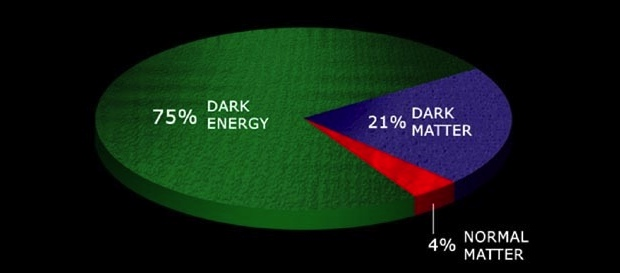 75% DARK
ENERGY
21% DARK
MATTER
4% NORMAL
MATTER